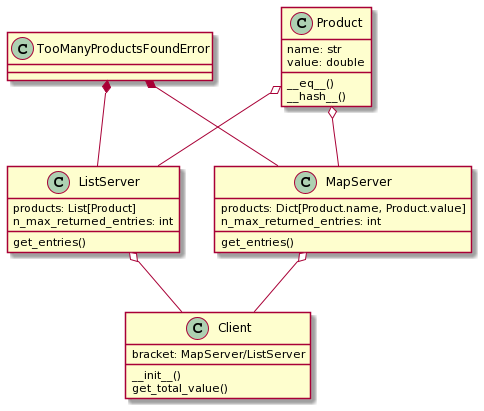 C TooManyProductsFoundError
C Product
name: str
value: double
__eq__()
__hash__()
C ListServer
products: List[Product]
n_max_returned_entries: int
get_entries()
C MapServer
products: Dict[Product.name, Product.value]
n_max_returned_entries: int
get_entries()
C Client
bracket: MapServer/ListServer
__init__()
get_total_value()